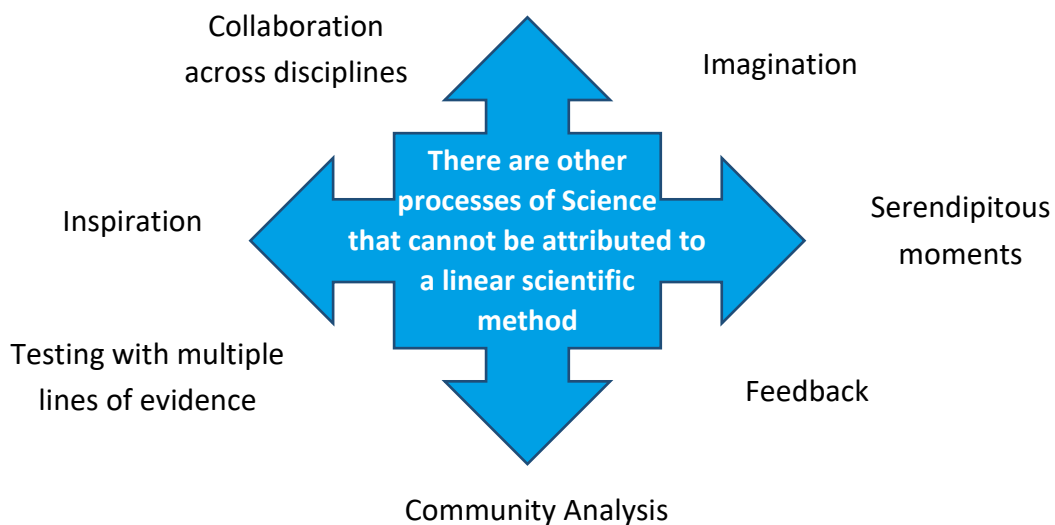 Collaboration
across disciplines
Imagination
There are other
processes of Science
that cannot be attributed to
a linear scientific
method
Inspiration
Serendipitous
moments
Testing with multiple
lines of evidence
Feedback
Community Analysis